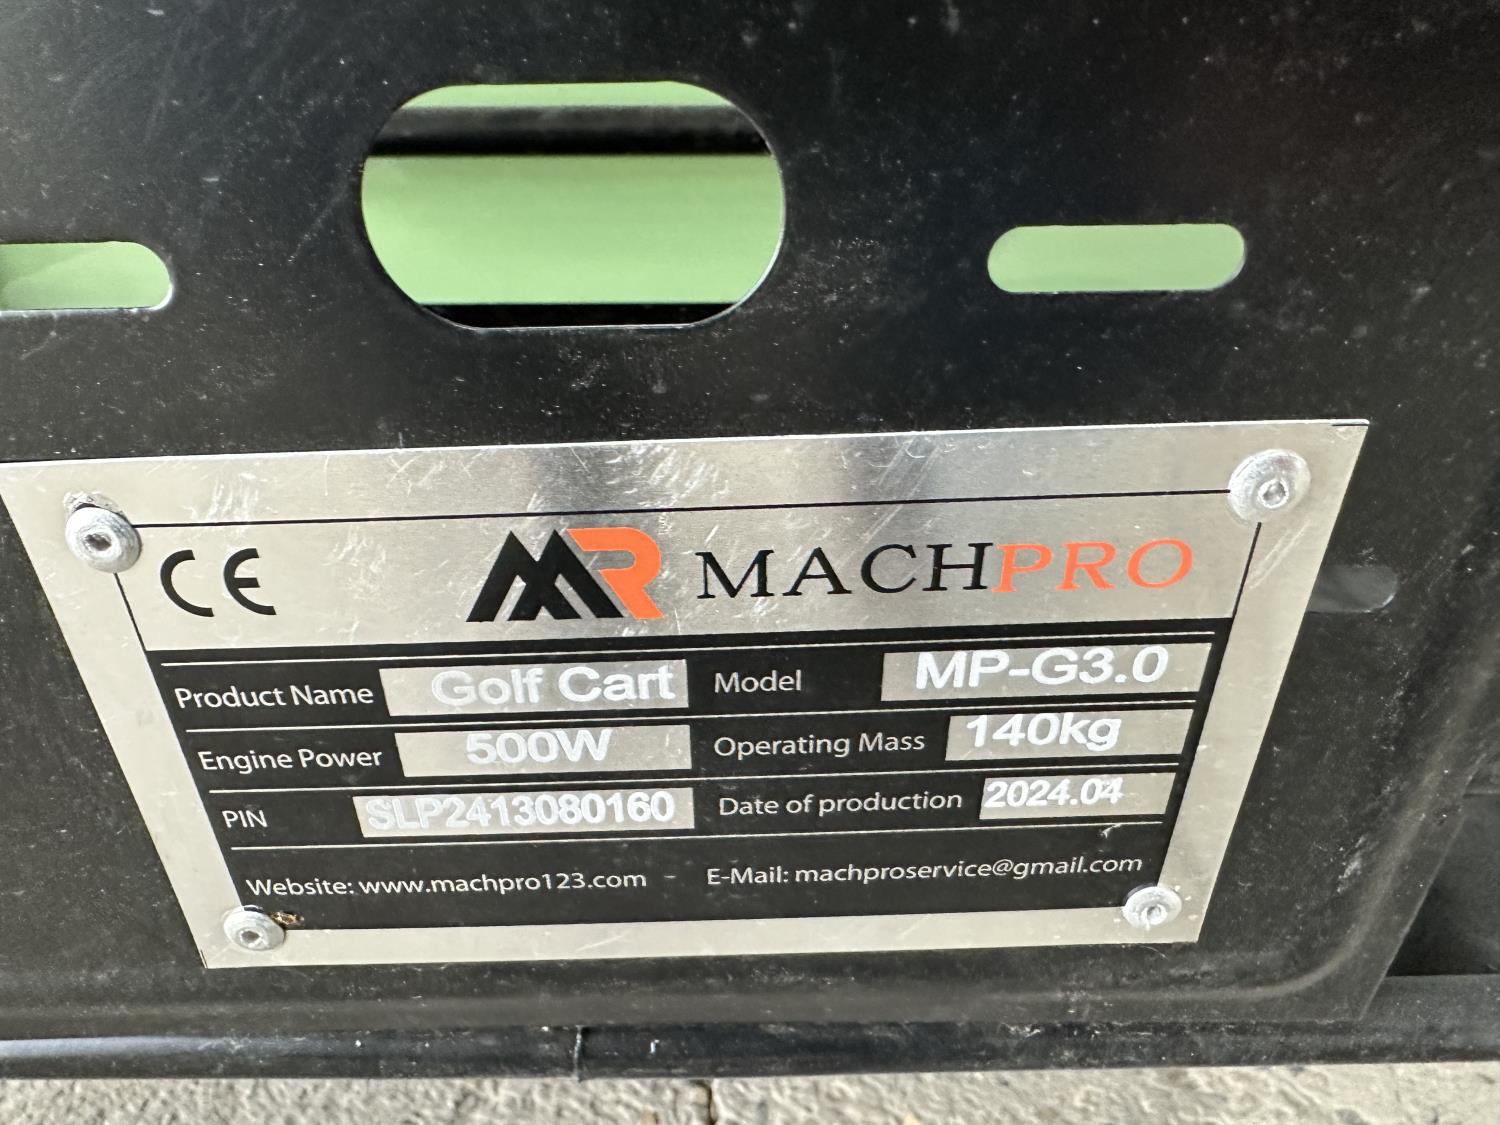 CE MR MACHPRO
Product Name Golf Cart Model MP-G3.0
Engine Power 500W Operating Mass 140kg
PIN SLP2413080160 Date of production 2024.04
Website: www.machpro123.com - E-Mail: machproservice@gmail.com